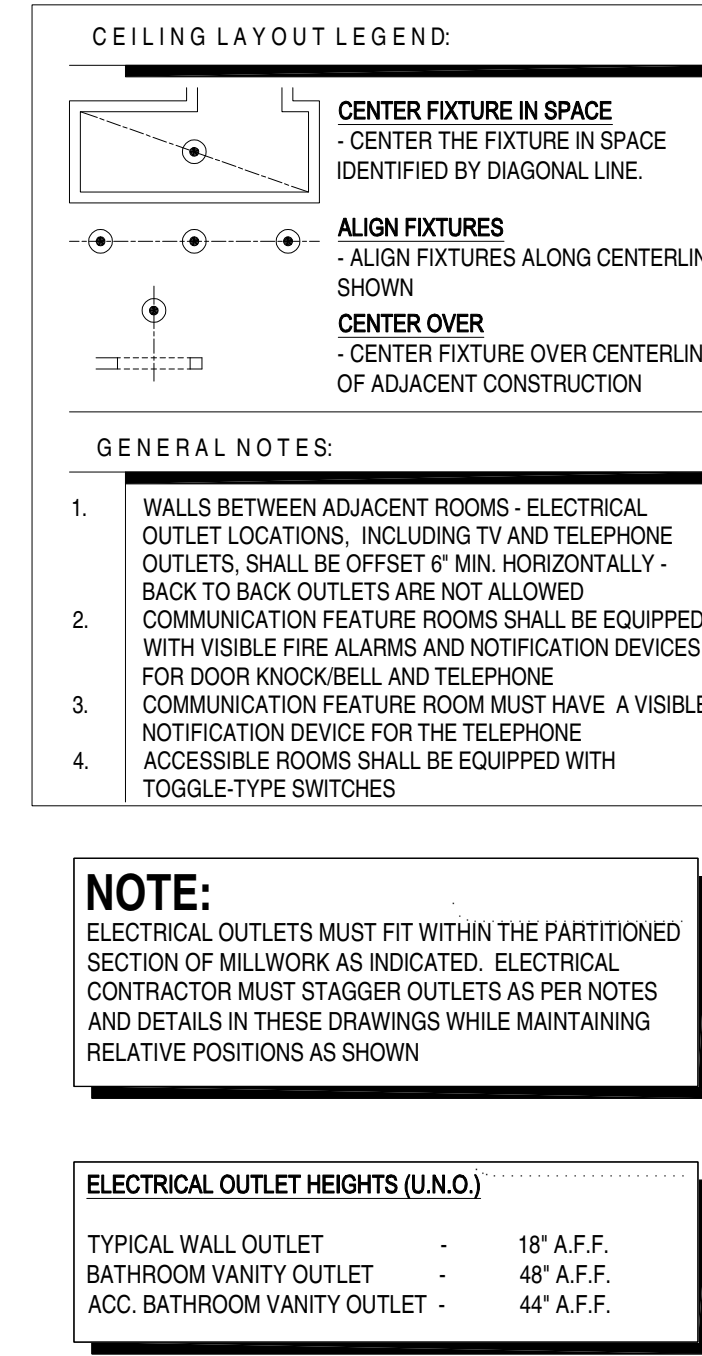 CEILING LAYOUT LEGEND:
CENTER FIXTURE IN SPACE
- CENTER THE FIXTURE IN SPACE
IDENTIFIED BY DIAGONAL LINE.
ALIGN FIXTURES
- ALIGN FIXTURES ALONG CENTERLIN
SHOWN
CENTER OVER
- CENTER FIXTURE OVER CENTERLIN
OF ADJACENT CONSTRUCTION
GENERAL NOTES:
1. WALLS BETWEEN ADJACENT ROOMS - ELECTRICAL
OUTLET LOCATIONS, INCLUDING TV AND TELEPHONE
OUTLETS, SHALL BE OFFSET 6" MIN. HORIZONTALLY -
BACK TO BACK OUTLETS ARE NOT ALLOWED
2. COMMUNICATION FEATURE ROOMS SHALL BE EQUIPPED
WITH VISIBLE FIRE ALARMS AND NOTIFICATION DEVICES
FOR DOOR KNOCK/BELL AND TELEPHONE
3. COMMUNICATION FEATURE ROOM MUST HAVE A VISIBLE
NOTIFICATION DEVICE FOR THE TELEPHONE
4. ACCESSIBLE ROOMS SHALL BE EQUIPPED WITH
TOGGLE-TYPE SWITCHES
NOTE:
ELECTRICAL OUTLETS MUST FIT WITHIN THE PARTITIONED
SECTION OF MILLWORK AS INDICATED. ELECTRICAL
CONTRACTOR MUST STAGGER OUTLETS AS PER NOTES
AND DETAILS IN THESE DRAWINGS WHILE MAINTAINING
RELATIVE POSITIONS AS SHOWN
ELECTRICAL OUTLET HEIGHTS (U.N.O.)
TYPICAL WALL OUTLET - 18" A.F.F.
BATHROOM VANITY OUTLET - 48" A.F.F.
ACC. BATHROOM VANITY OUTLET - 44" A.F.F.